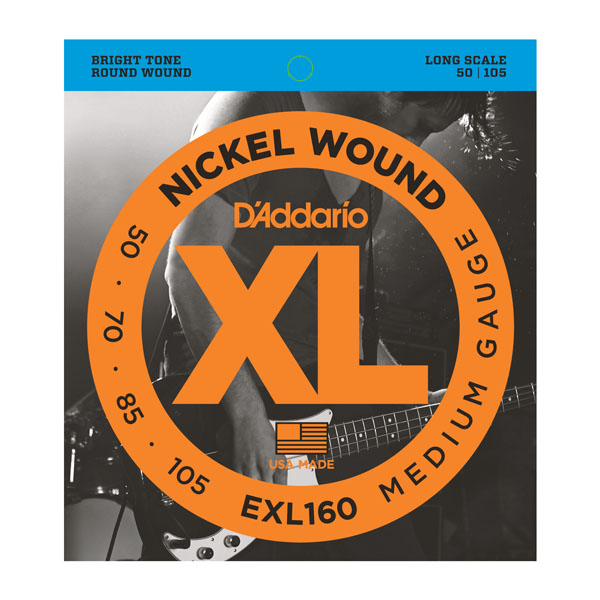 BRIGHT TONE
ROUND WOUND
LONG SCALE
50 | 105
NICKEL WOUND
D'Addario
XL
50 · 70 · 85 · 105
EXL160
MEDIUM GAUGE
USA MADE